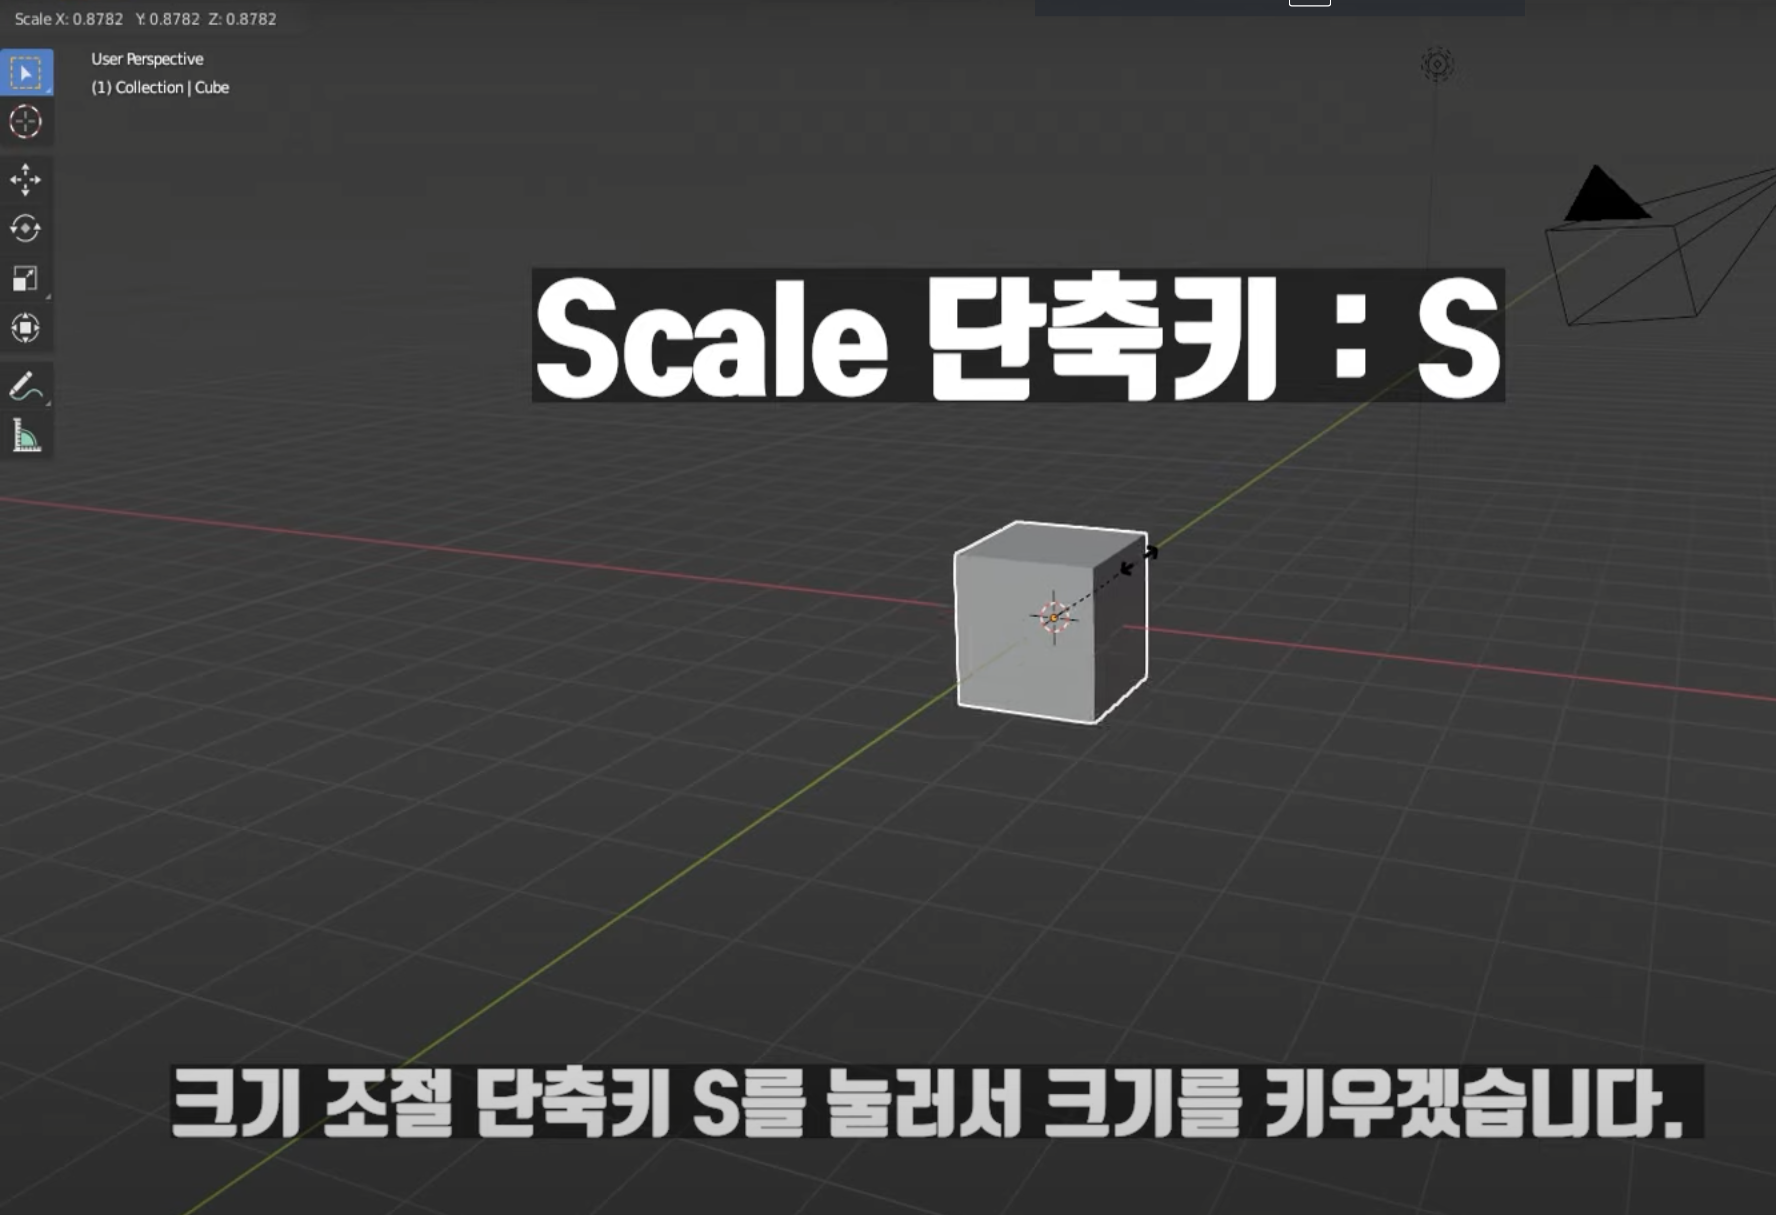 Scale X: 0.8782 Y: 0.8782 Z: 0.8782
User Perspective
(1) Collection | Cube
Scale 단축키 : S
크기 조절 단축키 S를 눌러서 크기를 키우겠습니다.